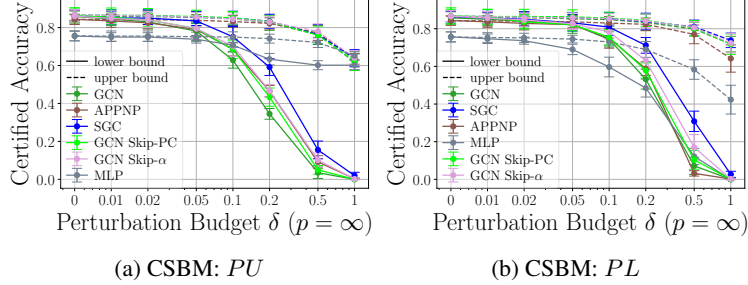 Certified Accuracy
0.8
0.6
0.4
0.2
0.0
lower bound
upper bound
GCN
APPNP
SGC
GCN Skip-PC
GCN Skip-α
MLP
0 0.01 0.02 0.05 0.1 0.2 0.5 1
Perturbation Budget δ (p = ∞)
(a) CSBM: PU
Certified Accuracy
0.8
0.6
0.4
0.2
0.0
lower bound
upper bound
GCN
SGC
APPNP
MLP
GCN Skip-PC
GCN Skip-α
0 0.01 0.02 0.05 0.1 0.2 0.5 1
Perturbation Budget δ (p = ∞)
(b) CSBM: PL